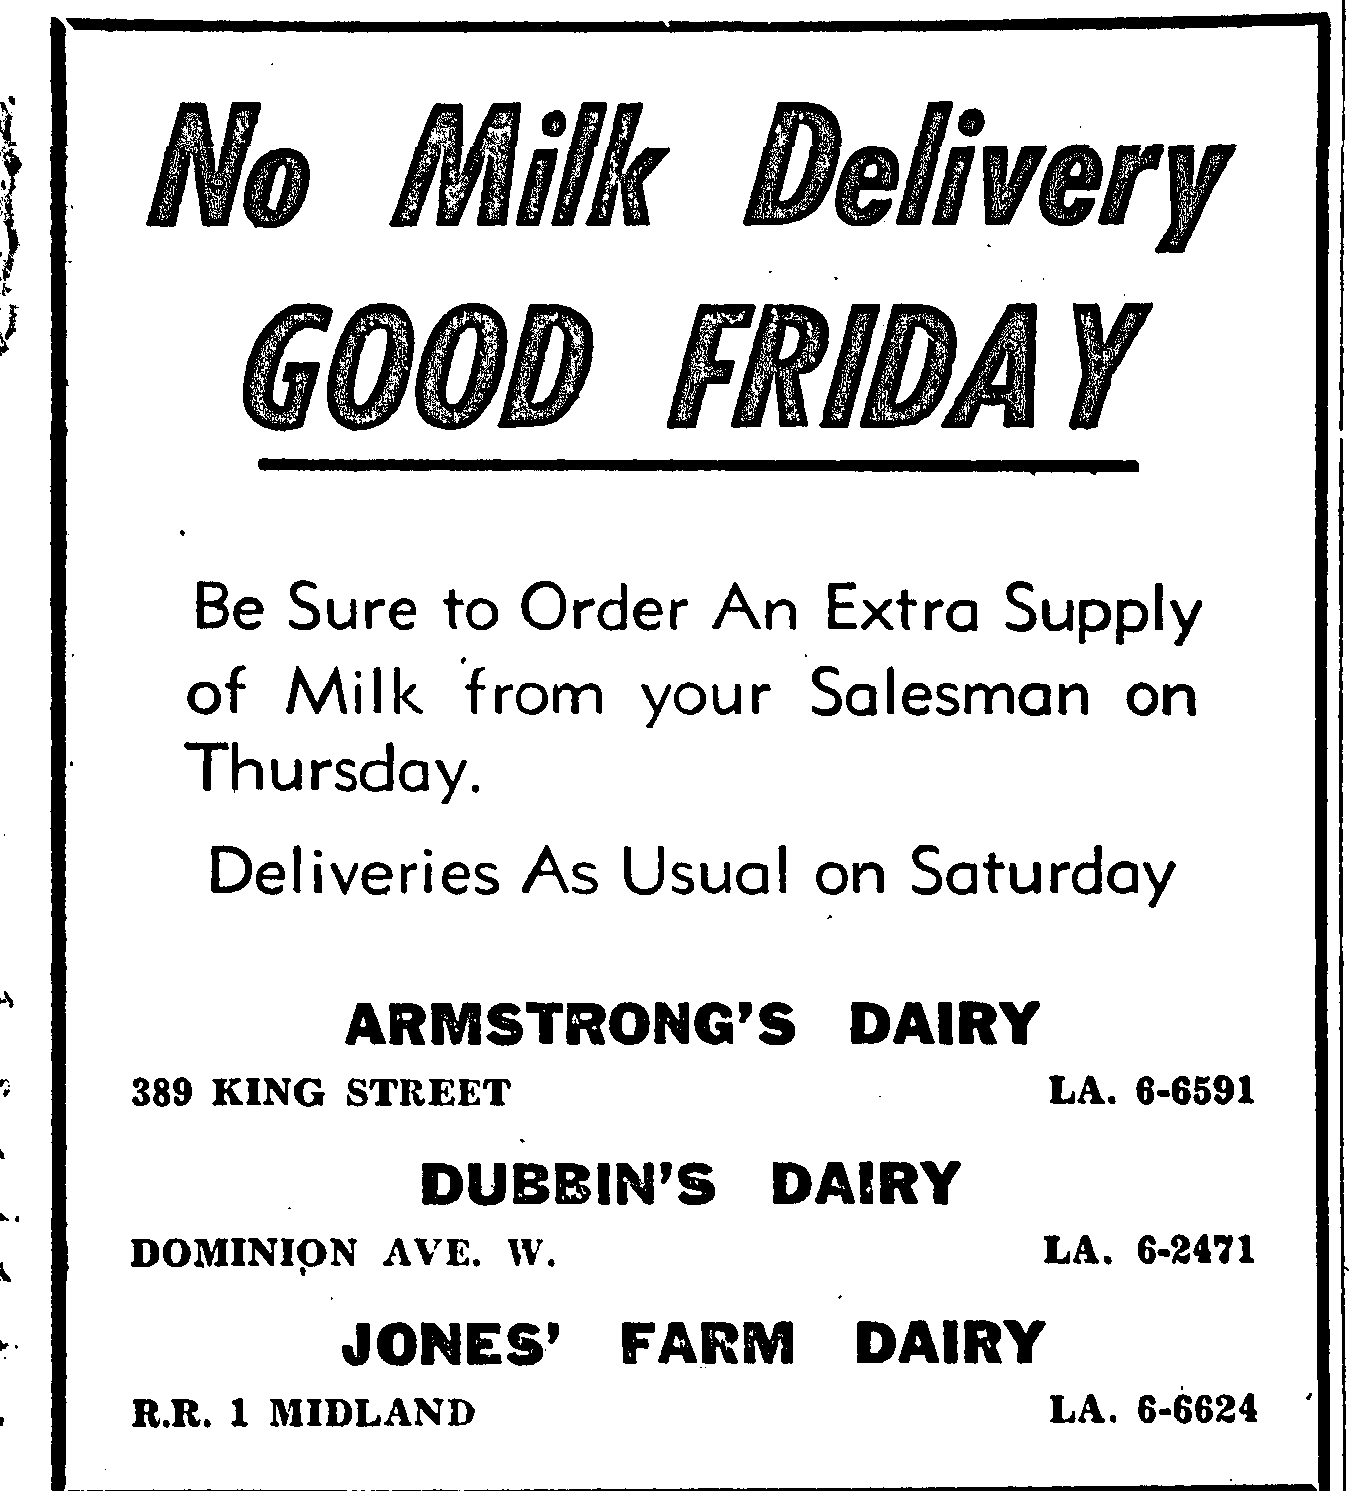 No Milk Delivery
GOOD FRIDAY
Be Sure to Order An Extra Supply
of Milk from your Salesman on
Thursday.
Deliveries As Usual on Saturday
ARMSTRONG'S DAIRY
389 KING STREET LA. 6-6591
DUBBIN'S DAIRY
DOMINION AVE. W. LA. 6-2471
JONES' FARM DAIRY
R.R. 1 MIDLAND LA. 6-6624